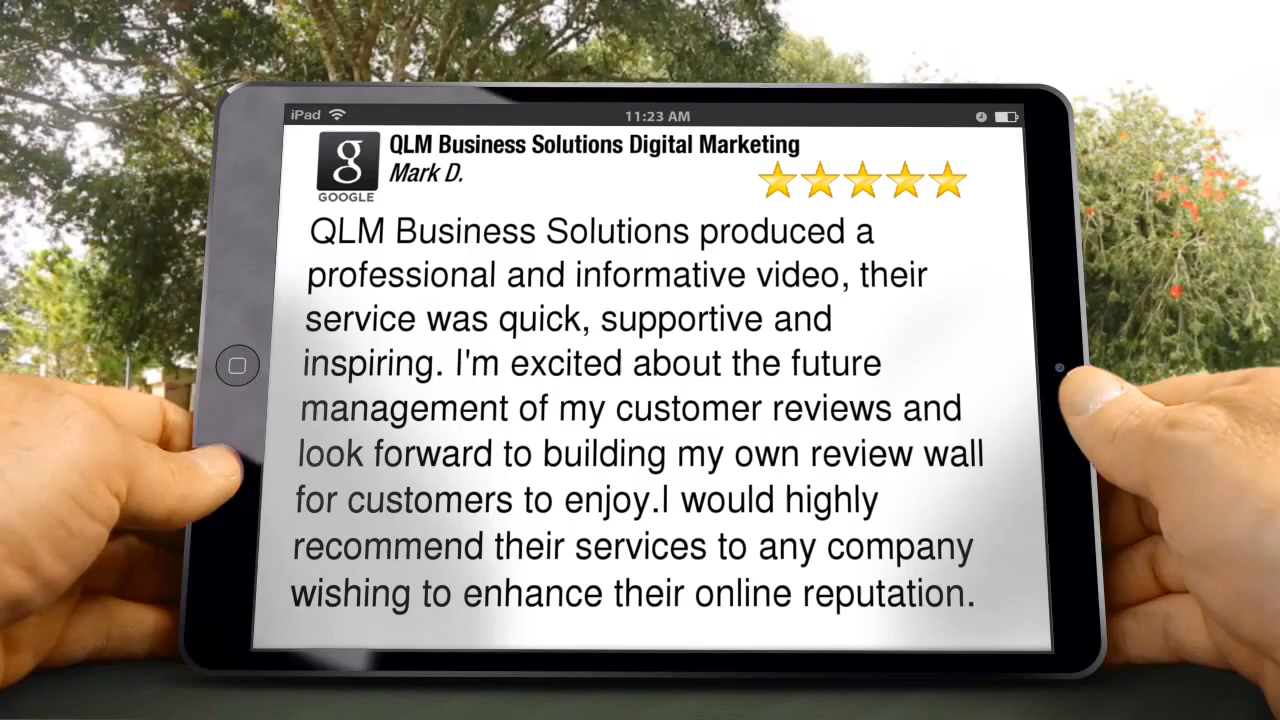 iPad 11:23 AM
QLM Business Solutions Digital Marketing
g Mark D.
GOOGLE
QLM Business Solutions produced a
professional and informative video, their
service was quick, supportive and
inspiring. I'm excited about the future
management of my customer reviews and
look forward to building my own review wall
for customers to enjoy.I would highly
recommend their services to any company
wishing to enhance their online reputation.